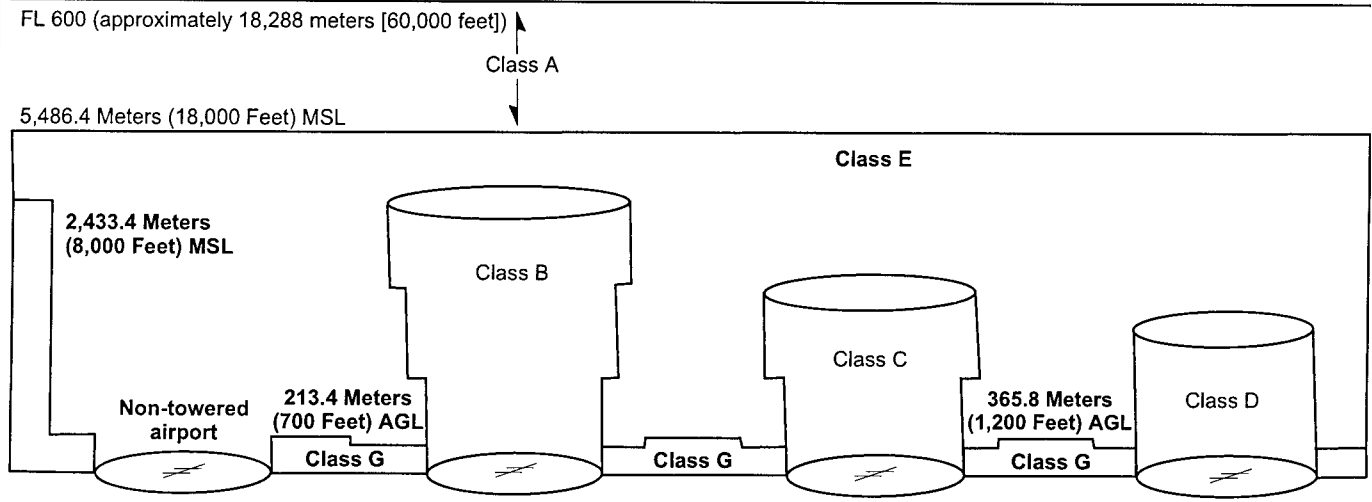 FL 600 (approximately 18,288 meters [60,000 feet])
Class A
5,486.4 Meters (18,000 Feet) MSL
Class E
2,433.4 Meters
(8,000 Feet) MSL
Class B
Class C
Non-towered
airport
213.4 Meters
(700 Feet) AGL
365.8 Meters
(1,200 Feet) AGL
Class D
Class G
Class G
Class G